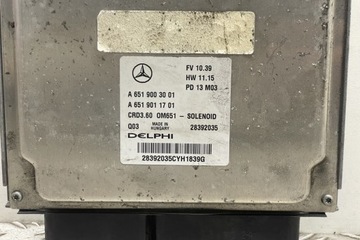 FV 10.39
HW 11.15
PD 13 M03
A 651 900 30 01
A 651 901 17 01
CRD3.60 OM651 - SOLENOID
Q03 MADE IN HUNGARY 28392035
DELPHI
28392035CYH1839G